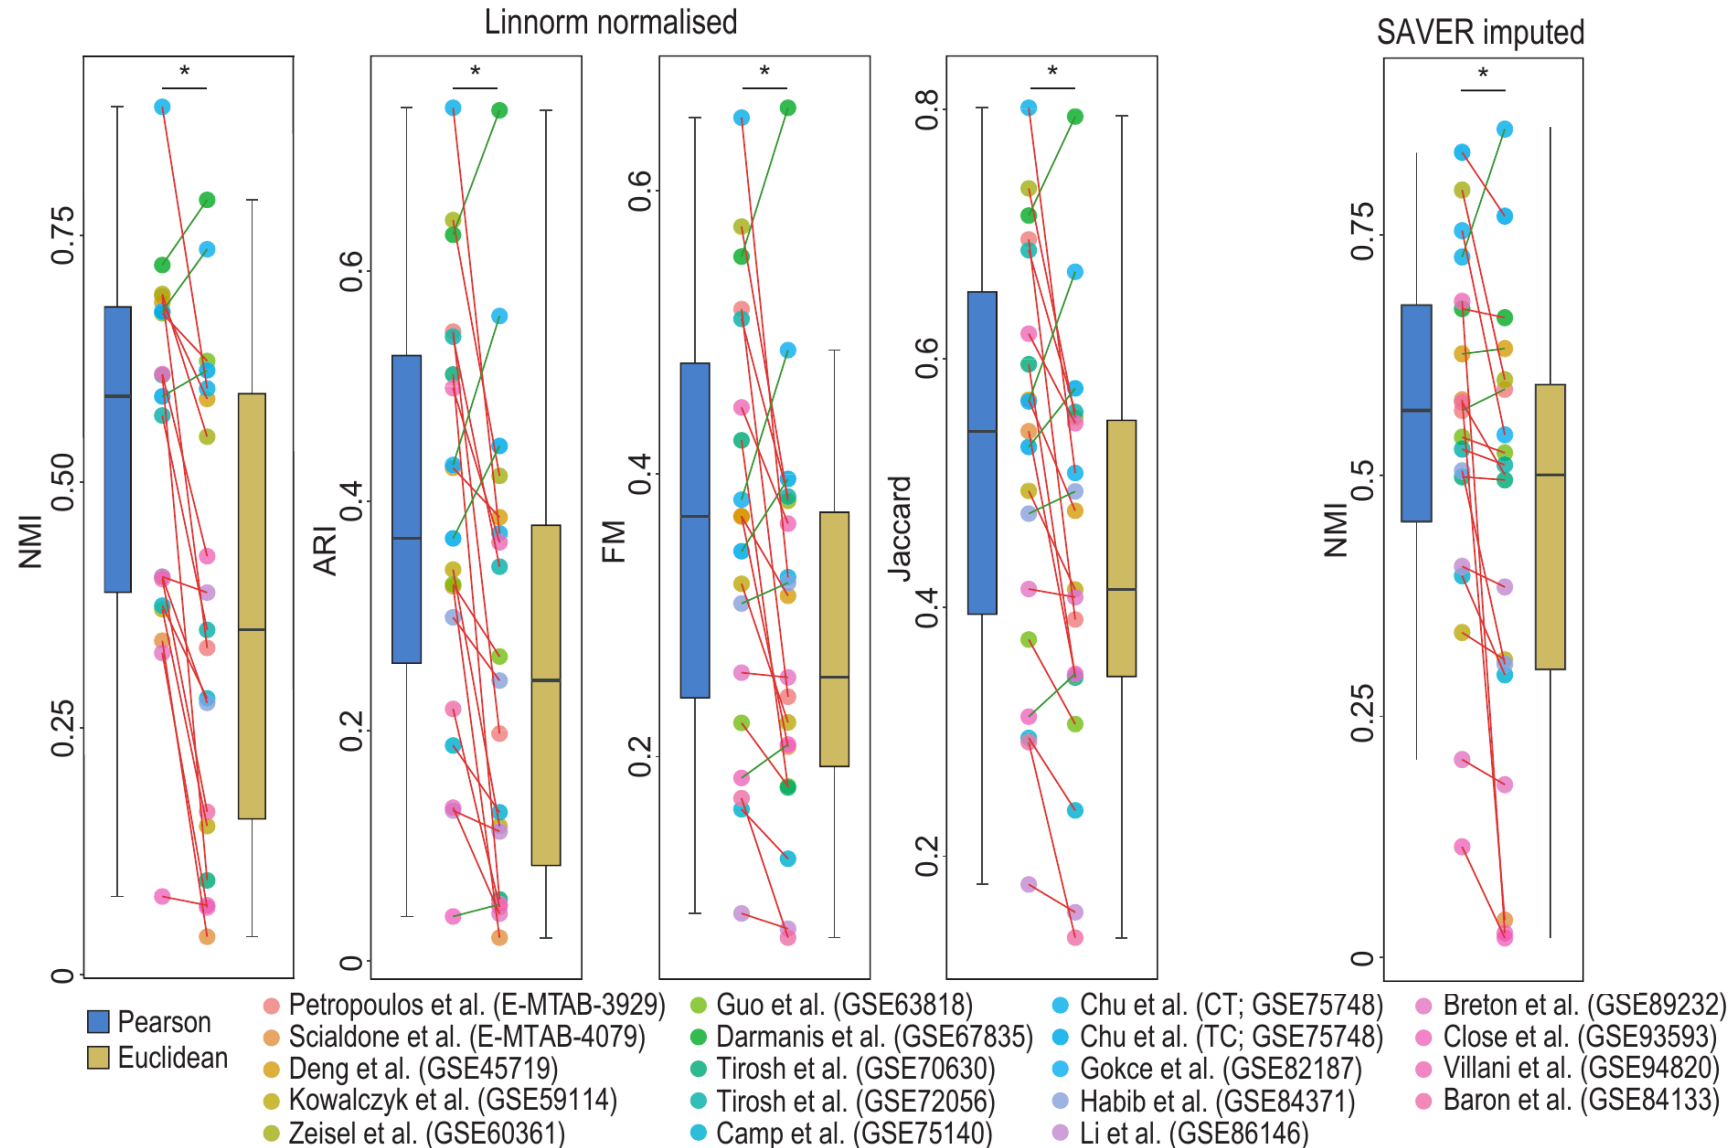 Linnorm normalised
SAVER imputed
*
*
*
*
*
NMI
0
0.25
0.50
0.75
ARI
0
0.2
0.4
0.6
FM
0.2
0.4
0.6
Jaccard
0.2
0.4
0.6
0.8
NMI
0
0.25
0.5
0.75
Pearson
Euclidean
Petropoulos et al. (E-MTAB-3929)
Scialdone et al. (E-MTAB-4079)
Deng et al. (GSE45719)
Kowalczyk et al. (GSE59114)
Zeisel et al. (GSE60361)
Guo et al. (GSE63818)
Darmanis et al. (GSE67835)
Tirosh et al. (GSE70630)
Tirosh et al. (GSE72056)
Camp et al. (GSE75140)
Chu et al. (CT; GSE75748)
Chu et al. (TC; GSE75748)
Gokce et al. (GSE82187)
Habib et al. (GSE84371)
Li et al. (GSE86146)
Breton et al. (GSE89232)
Close et al. (GSE93593)
Villani et al. (GSE94820)
Baron et al. (GSE84133)